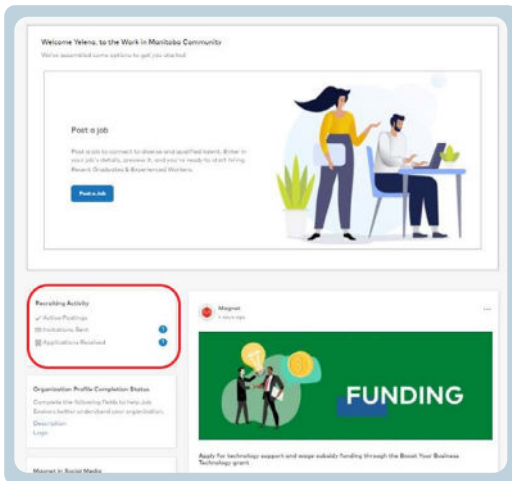 Welcome Yelena, to the Work in Manitoba Community
We've assembled some options to get you started.
Post a job
Post a job to connect to diverse and qualified talent. Enter in
your job's details, preview it, and you're ready to start hiring
Recent Graduates & Experienced Workers.
Post a Job
Recruiting Activity
Active Postings
Invitations Sent
Applications Received
Organization Profile Completion Status
Complete the following fields to help Job
Seekers better understand your organization.
Description
Logo
Magnet in Social Media
Magnet
hours ago
FUNDING
Apply for technology support and wage subsidy funding through the Boost Your Business
Technology grant